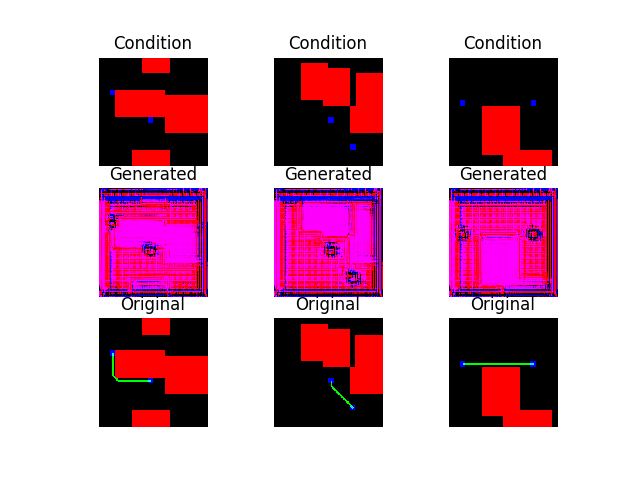 Condition Condition Condition
Generated Generated Generated
Original Original Original